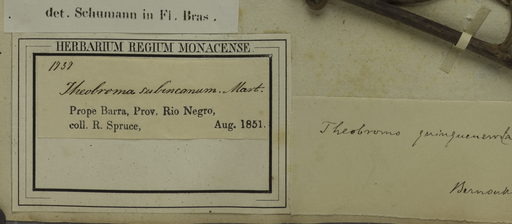 det. Schumann in Fl. Bras.
HERBARIUM REGIUM MONACENSE
Theobroma subincanum. Mart.
Prope Barra, Prov. Rio Negro,
coll. R. Spruce, Aug. 1851.
Theobroma